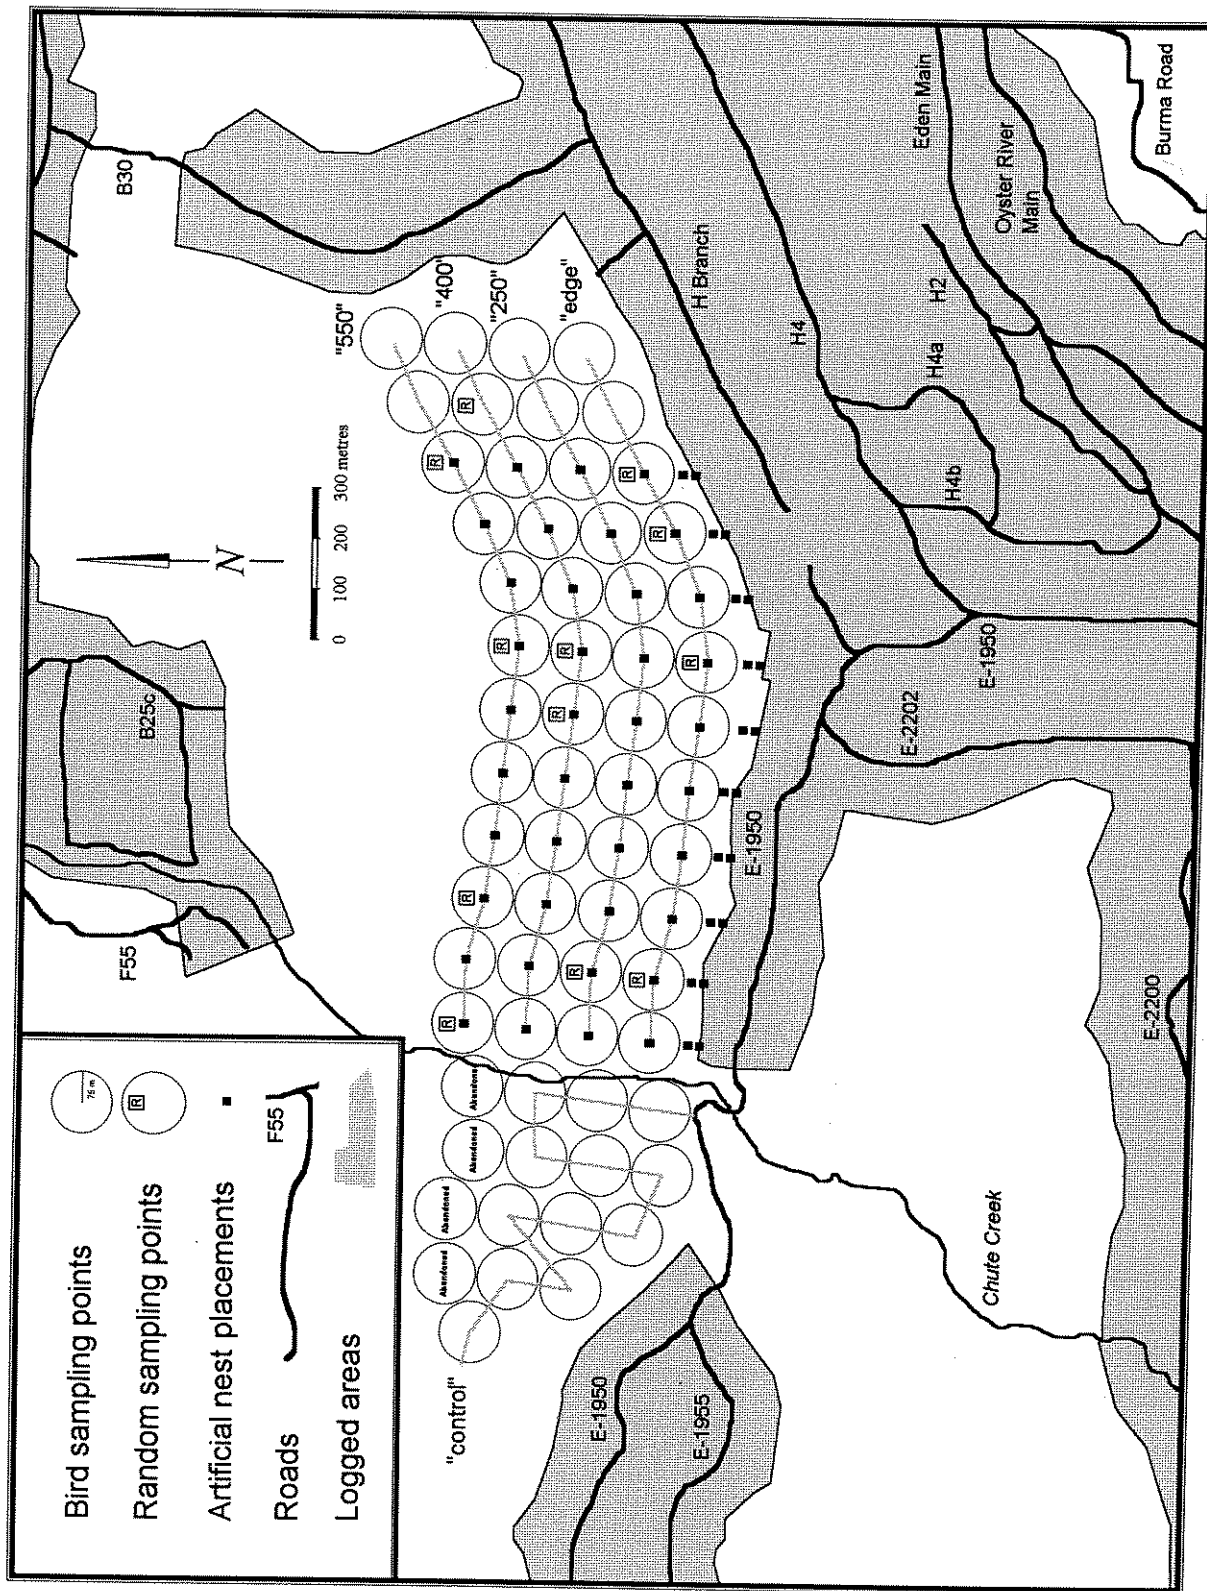 Bird sampling points
75 m
Random sampling points
R
Artificial nest placements
Roads
F55
Logged areas
F55
B25c
B30
N
0
100
200
300 metres
"550"
"400"
"250"
"edge"
R
R
R
R
R
R
R
R
R
R
R
R
Abandoned
Abandoned
Abandoned
Abandoned
"control"
E-1950
E-1955
E-1950
E-2202
E-1950
E-2200
Chute Creek
H Branch
H4
H4a
H4b
H2
Eden Main
Oyster River
Main
Burma Road